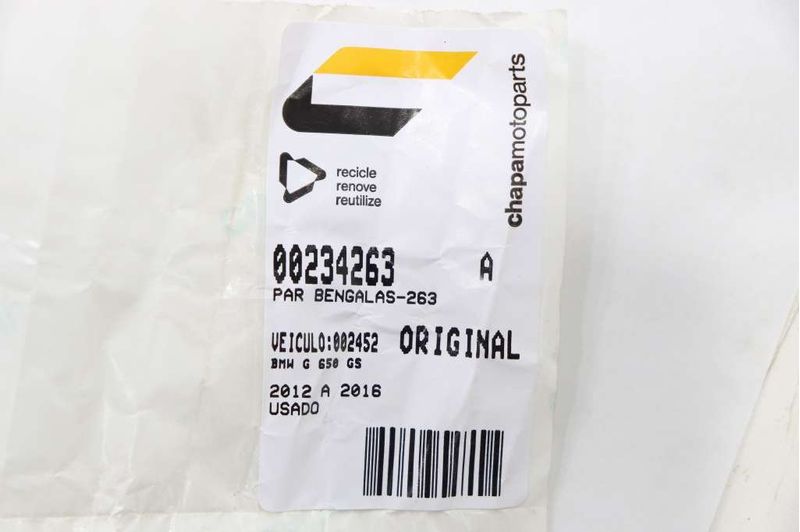 chapamotoparts
recicle
renove
reutilize
00234263 A
PAR BENGALAS-263
VEICULO:002452 ORIGINAL
BMW G 650 GS
2012 A 2016
USADO